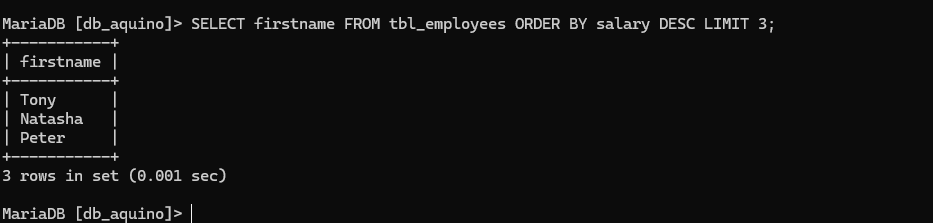 MariaDB [db_aquino]> SELECT firstname FROM tbl_employees ORDER BY salary DESC LIMIT 3;
+-----------+
| firstname |
+-----------+
| Tony      |
| Natasha   |
| Peter     |
+-----------+
3 rows in set (0.001 sec)
MariaDB [db_aquino]>